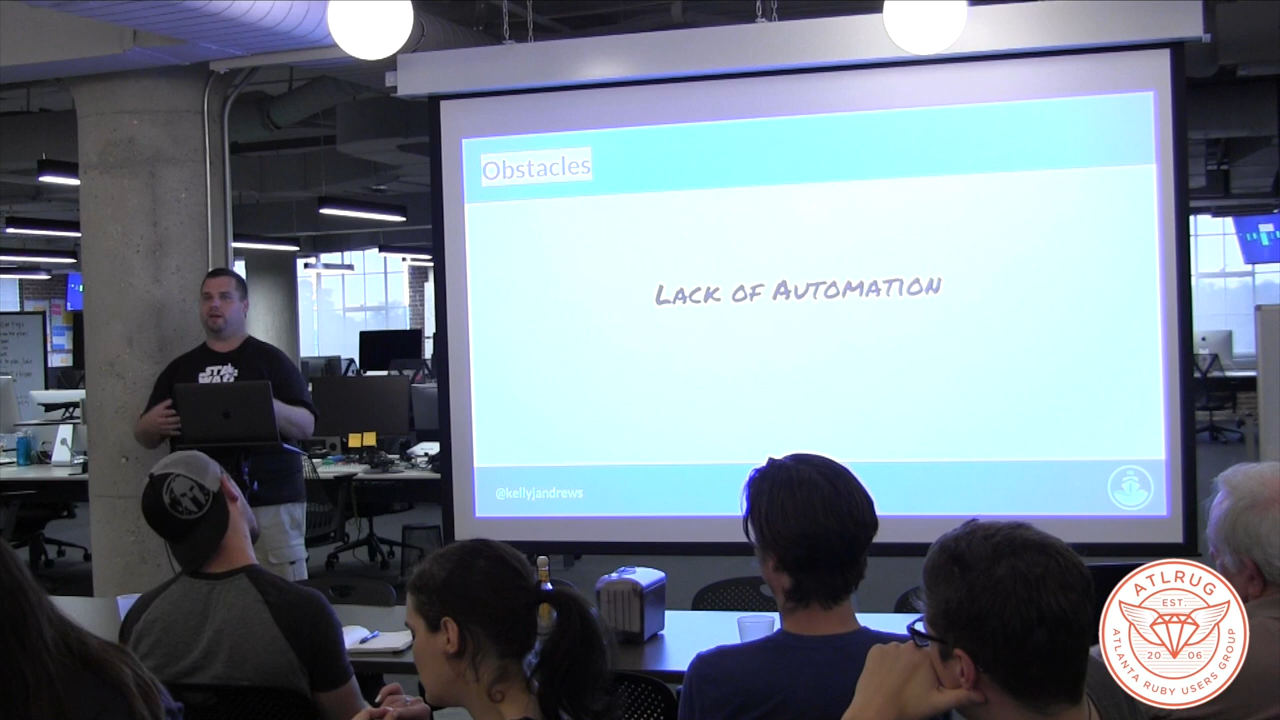 Obstacles
Lack of Automation
@kellyjandrews
STAR
WARS
ATLRUG
EST.
20 06
ATLANTA RUBY USERS GROUP